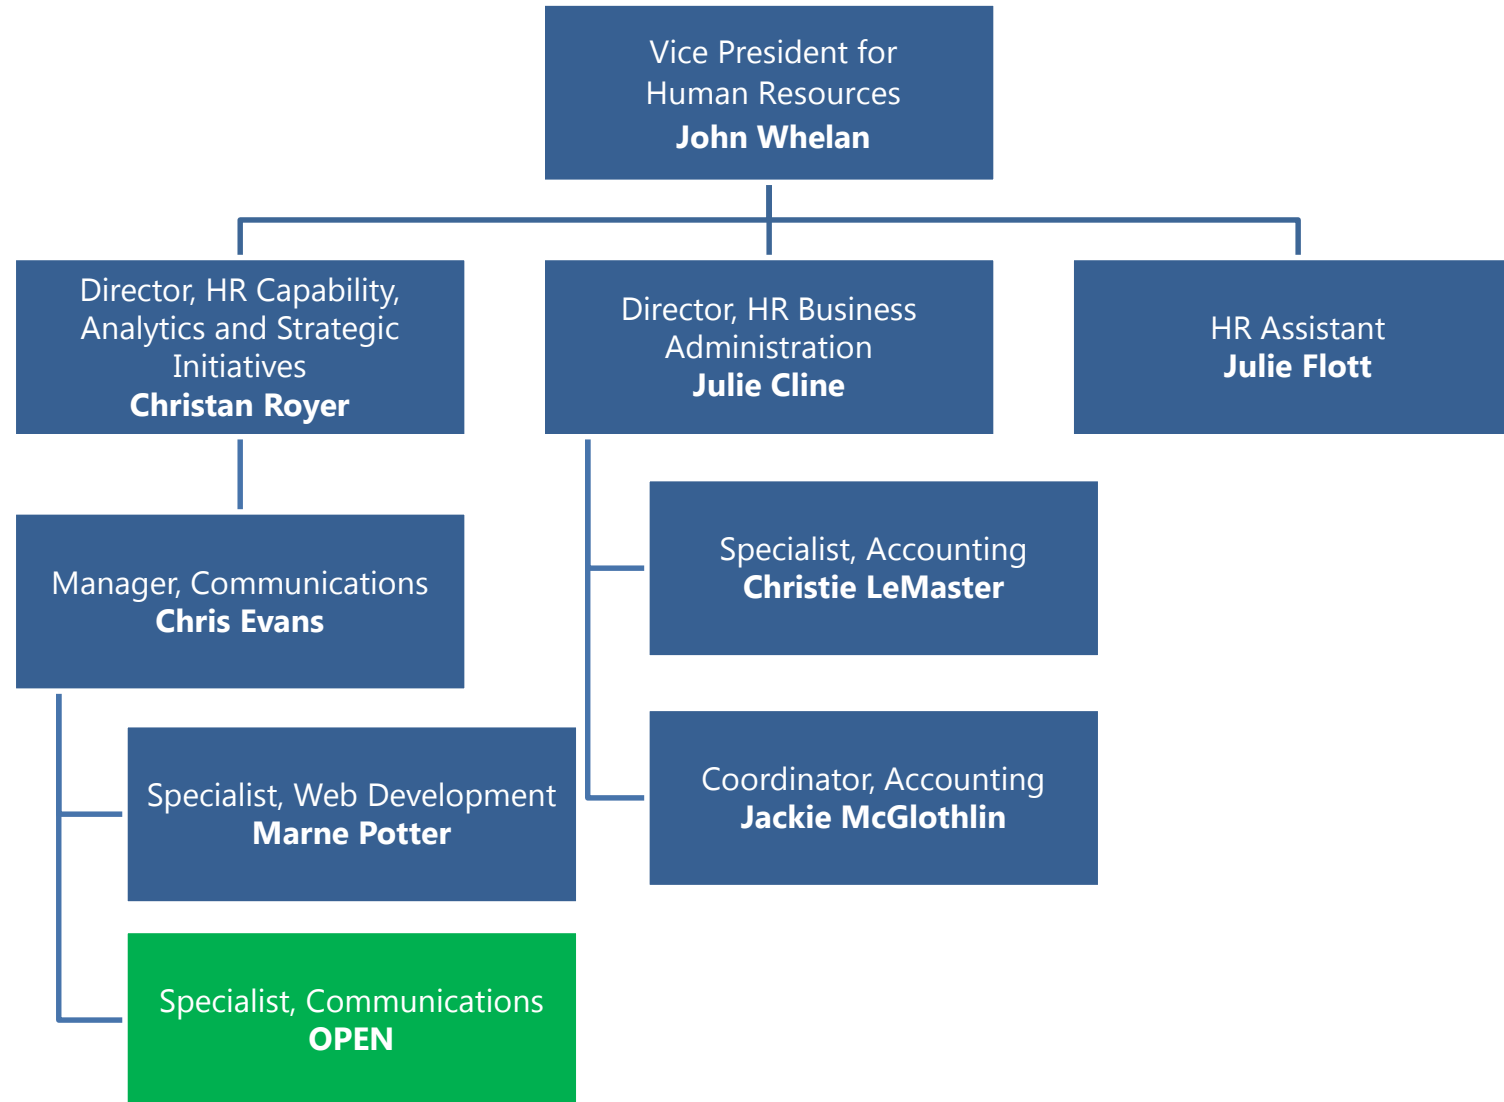 Vice President for
Human Resources
John Whelan
Director, HR Capability,
Analytics and Strategic
Initiatives
Christan Royer
Director, HR Business
Administration
Julie Cline
HR Assistant
Julie Flott
Manager, Communications
Chris Evans
Specialist, Accounting
Christie LeMaster
Specialist, Web Development
Marne Potter
Coordinator, Accounting
Jackie McGlothlin
Specialist, Communications
OPEN